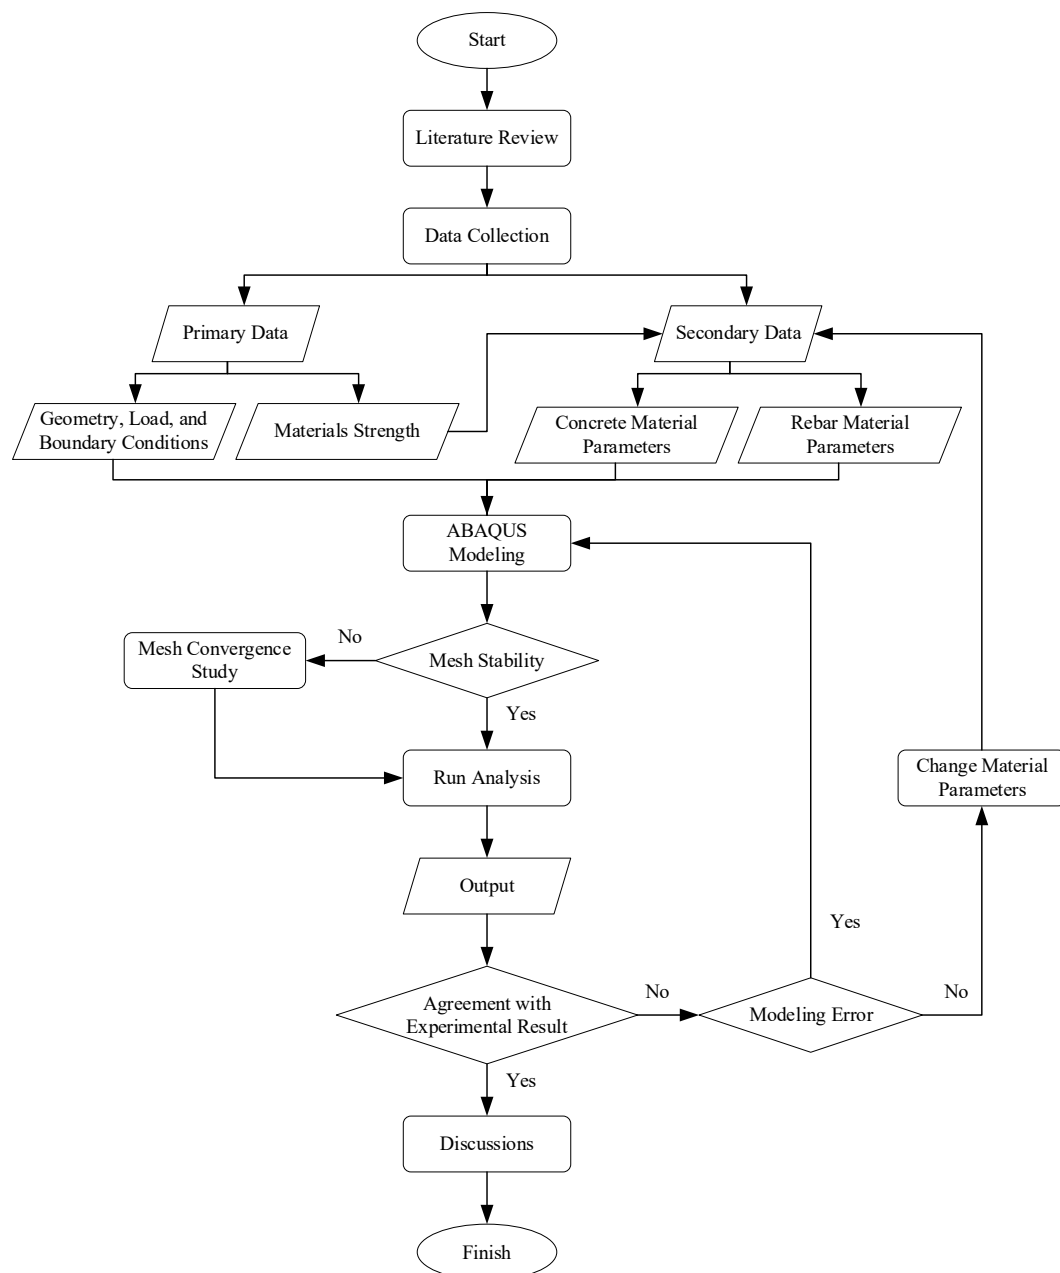 Start
Literature Review
Data Collection
Primary Data
Secondary Data
Geometry, Load, and
Boundary Conditions
Materials Strength
Concrete Material
Parameters
Rebar Material
Parameters
ABAQUS
Modeling
No
Mesh Convergence
Study
Mesh Stability
Yes
Run Analysis
Change Material
Parameters
Output
Yes
Agreement with
Experimental Result
No
Modeling Error
No
Yes
Discussions
Finish